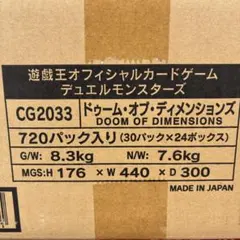 遊戯王オフィシャルカードゲーム
デュエルモンスターズ
CG2033
ドゥーム・オブ・ディメンションズ
DOOM OF DIMENSIONS
720パック入り(30パック×24ボックス)
G/W: 8.3kg N/W: 7.6kg
MGS: H 176 × W 440 × D 300
MADE IN JAPAN